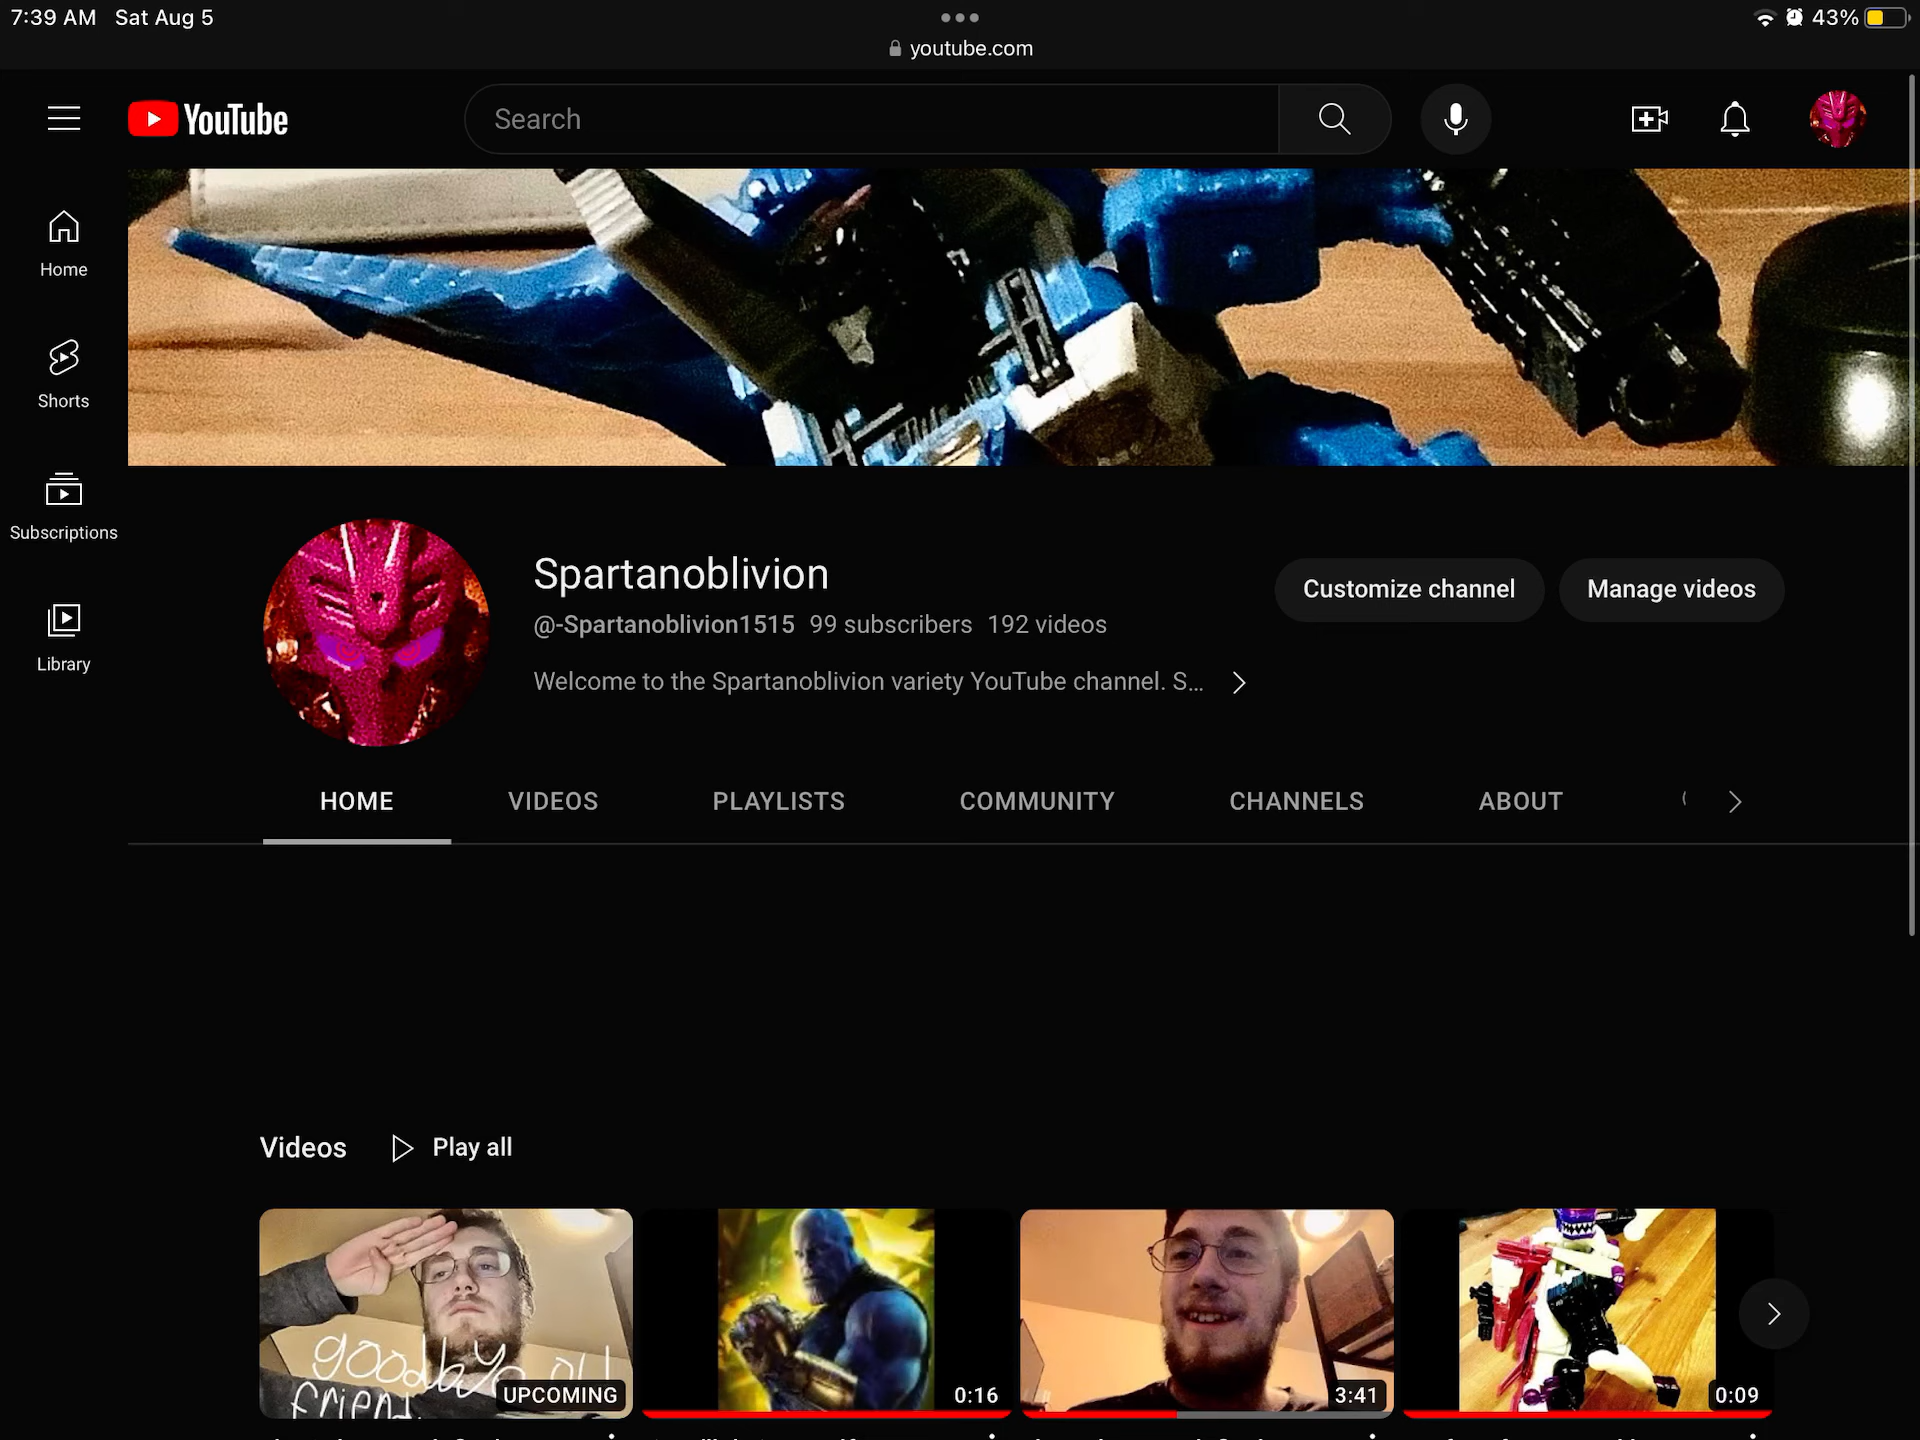 7:39 AM Sat Aug 5
43%
youtube.com
YouTube
Search
Home
Shorts
Subscriptions
Library
Spartanoblivion
@-Spartanoblivion1515 99 subscribers 192 videos
Welcome to the Spartanoblivion variety YouTube channel. S...
Customize channel
Manage videos
HOME VIDEOS PLAYLISTS COMMUNITY CHANNELS ABOUT
Videos Play all
goodbye old
friend
UPCOMING
0:16
3:41
0:09